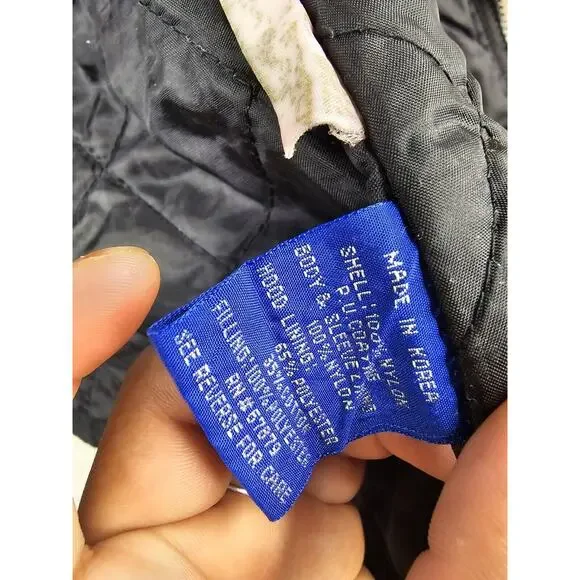 MADE IN KOREA
SHELL: 100% NYLON
P.U COATING
BODY & SLEEVE LINING
100% NYLON
HOOD LINING:
65% POLYESTER
35% COTTON
FILLING: 100% POLYESTER
RN# 67879
SEE REVERSE FOR CARE